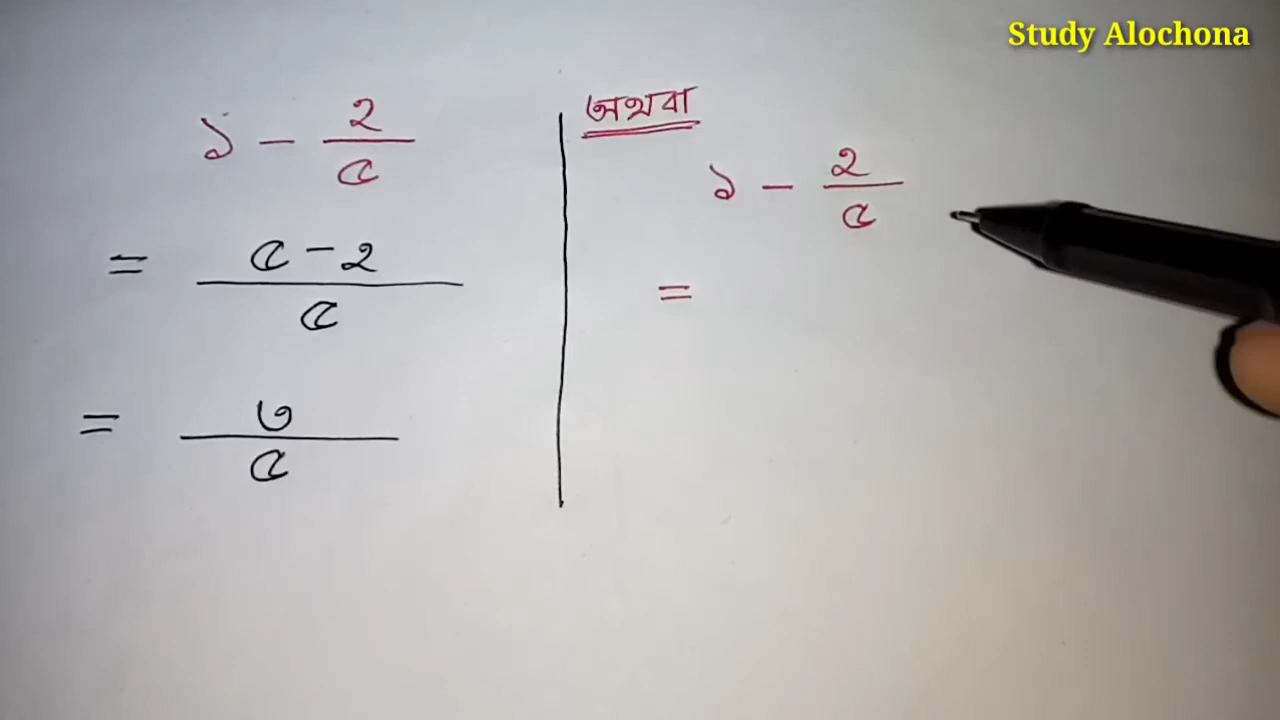 Study Alochona
১ - ২/৫
= (৫ - ২)/৫
= ৩/৫
অথবা
১ - ২/৫
=